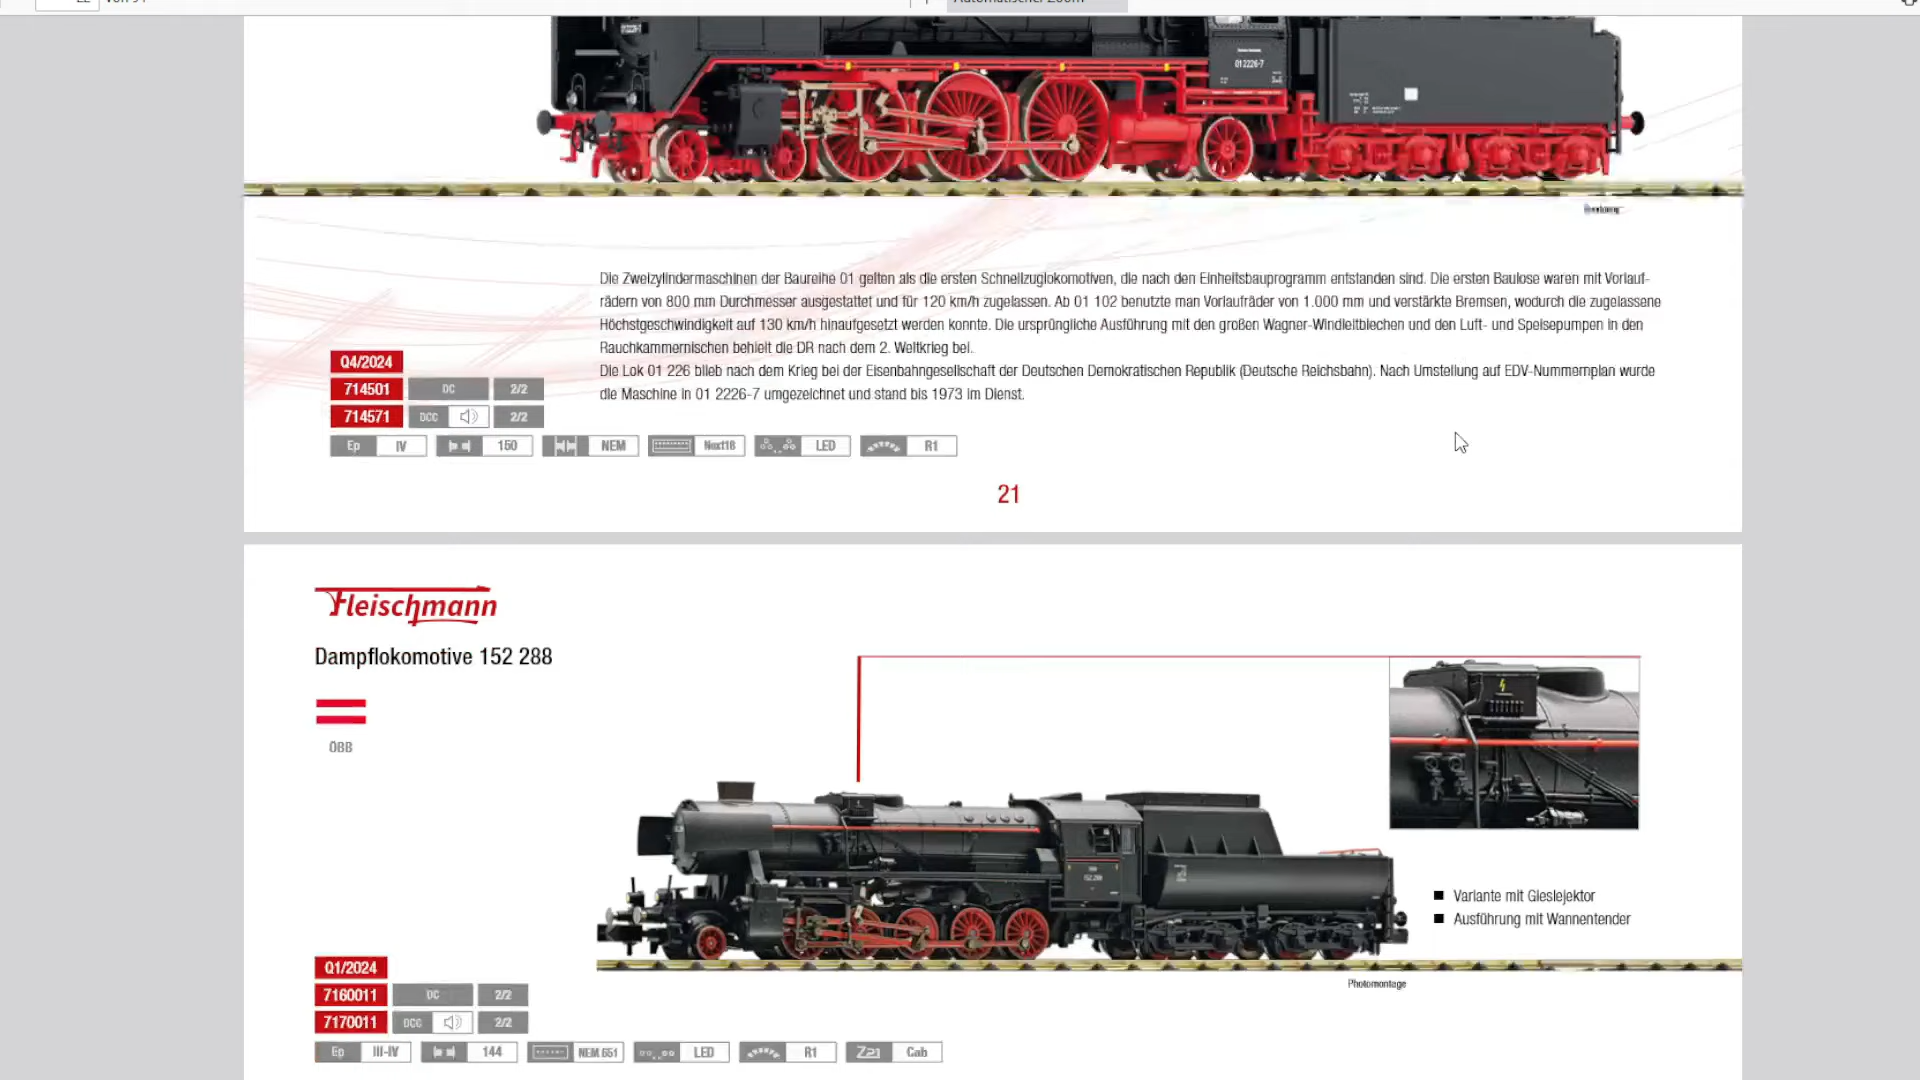 012226-7
Die Zweizylindermaschinen der Baureihe 01 gelten als die ersten Schnellzuglokomotiven, die nach den Einheitsbauprogramm entstanden sind. Die ersten Baulose waren mit Vorlauf-
rädern von 800 mm Durchmesser ausgestattet und für 120 km/h zugelassen. Ab 01 102 benutzte man Vorlaufräder von 1.000 mm und verstärkte Bremsen, wodurch die zugelassene
Höchstgeschwindigkeit auf 130 km/h hinaufgesetzt werden konnte. Die ursprüngliche Ausführung mit den großen Wagner-Windleitblechen und den Luft- und Speisepumpen in den
Rauchkammernischen behielt die DR nach dem 2. Weltkrieg bei.
Die Lok 01 226 blieb nach dem Krieg bei der Eisenbahngesellschaft der Deutschen Demokratischen Republik (Deutsche Reichsbahn). Nach Umstellung auf EDV-Nummernplan wurde
die Maschine in 01 2226-7 umgezeichnet und stand bis 1973 im Dienst.
Q4/2024
714501 DC 2/2
714571 DCC 2/2
Ep IV 150 NEM Next18 LED R1
21
Fleischmann
Dampflokomotive 152 288
ÖBB
152.288
Variante mit Gieslejektor
Ausführung mit Wannentender
Photomontage
Q1/2024
7160011 DC 2/2
7170011 DCC 2/2
Ep III-IV 144 NEM 651 LED R1 Z21 Cab